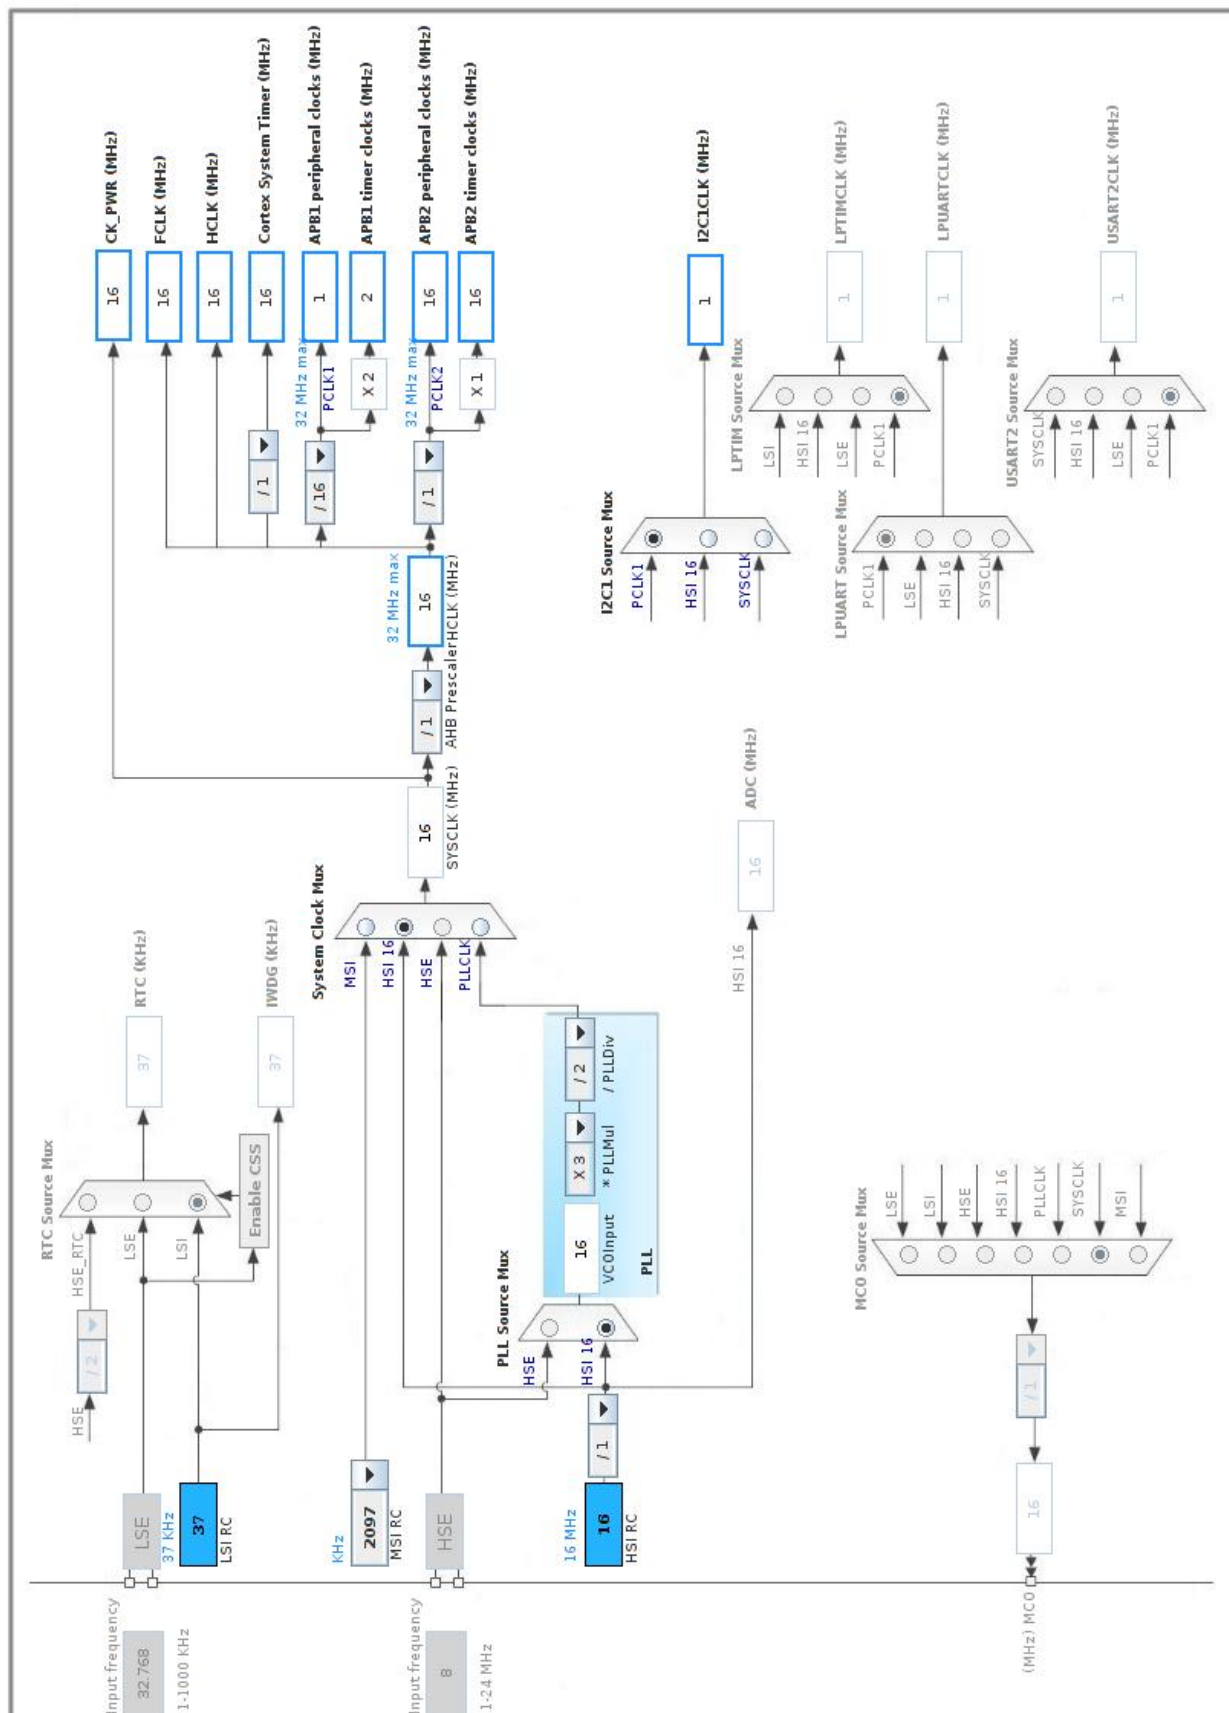 Input frequency
32.768
1-1000 KHz
LSE
37 KHz
37
LSI RC
HSE
/ 2
HSE_RTC
LSE
LSI
RTC Source Mux
Enable CSS
37
RTC (KHz)
37
IWDG (KHz)
Input frequency
8
1-24 MHz
KHz
2097
MSI RC
HSE
16 MHz
16
HSI RC
/ 1
HSE
HSI 16
PLL Source Mux
16
VCOInput
X 3
* PLLMul
/ 2
/ PLLDiv
PLL
MSI
HSI 16
HSE
PLLCLK
System Clock Mux
16
SYSCLK (MHz)
/ 1
AHB Prescaler
32 MHz max
16
HCLK (MHz)
16
CK_PWR (MHz)
16
FCLK (MHz)
16
HCLK (MHz)
/ 1
16
Cortex System Timer (MHz)
/ 16
32 MHz max
PCLK1
1
APB1 peripheral clocks (MHz)
X 2
2
APB1 timer clocks (MHz)
/ 1
32 MHz max
PCLK2
16
APB2 peripheral clocks (MHz)
X 1
16
APB2 timer clocks (MHz)
HSI 16
16
ADC (MHz)
I2C1 Source Mux
PCLK1
HSI 16
SYSCLK
1
I2C1CLK (MHz)
LPTIM Source Mux
LSI
HSI 16
LSE
PCLK1
1
LPTIMCLK (MHz)
LPUART Source Mux
PCLK1
LSE
HSI 16
SYSCLK
1
LPUARTCLK (MHz)
USART2 Source Mux
SYSCLK
HSI 16
LSE
PCLK1
1
USART2CLK (MHz)
MCO Source Mux
LSE
LSI
HSE
HSI 16
PLLCLK
SYSCLK
MSI
/ 1
16
(MHz) MCO